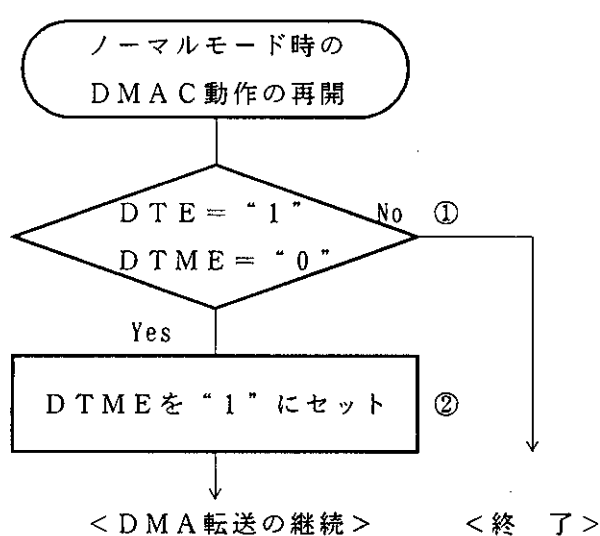 ノーマルモード時の
DMAC動作の再開
DTE=“1”
No ①
DTME=“0”
Yes
DTMEを“1”にセット ②
<DMA転送の継続> <終 了>